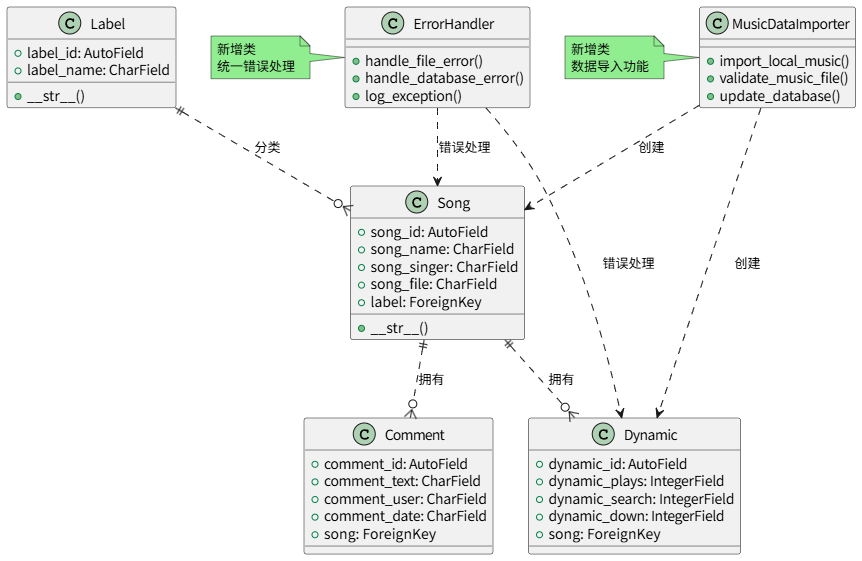 C Label
label_id: AutoField
label_name: CharField
__str__()
新增类
统一错误处理
C ErrorHandler
handle_file_error()
handle_database_error()
log_exception()
新增类
数据导入功能
C MusicDataImporter
import_local_music()
validate_music_file()
update_database()
分类
错误处理
创建
C Song
song_id: AutoField
song_name: CharField
song_singer: CharField
song_file: CharField
label: ForeignKey
__str__()
错误处理
创建
拥有
拥有
C Comment
comment_id: AutoField
comment_text: CharField
comment_user: CharField
comment_date: CharField
song: ForeignKey
C Dynamic
dynamic_id: AutoField
dynamic_plays: IntegerField
dynamic_search: IntegerField
dynamic_down: IntegerField
song: ForeignKey